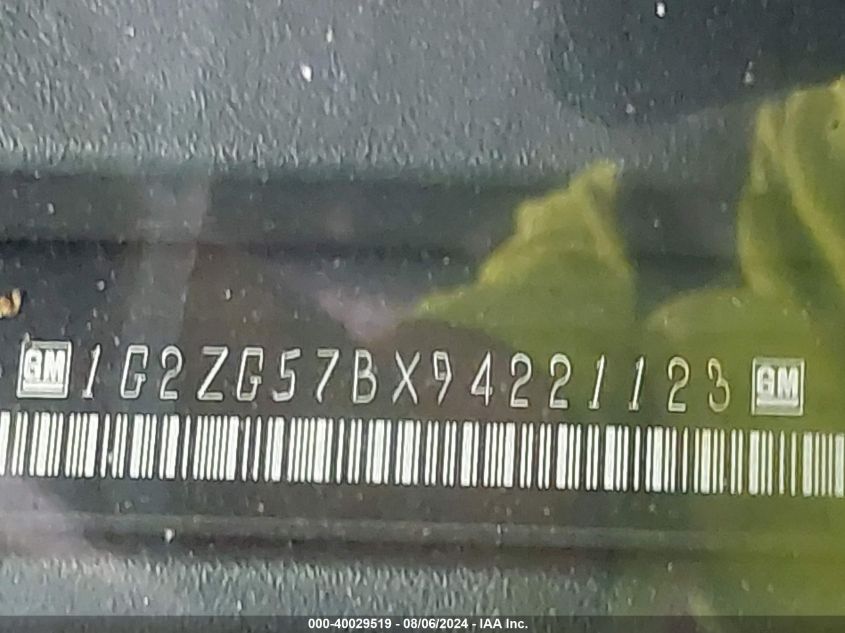 GM 1G2ZG57BX94221123 GM
000-40029519 - 08/06/2024 - IAA Inc.